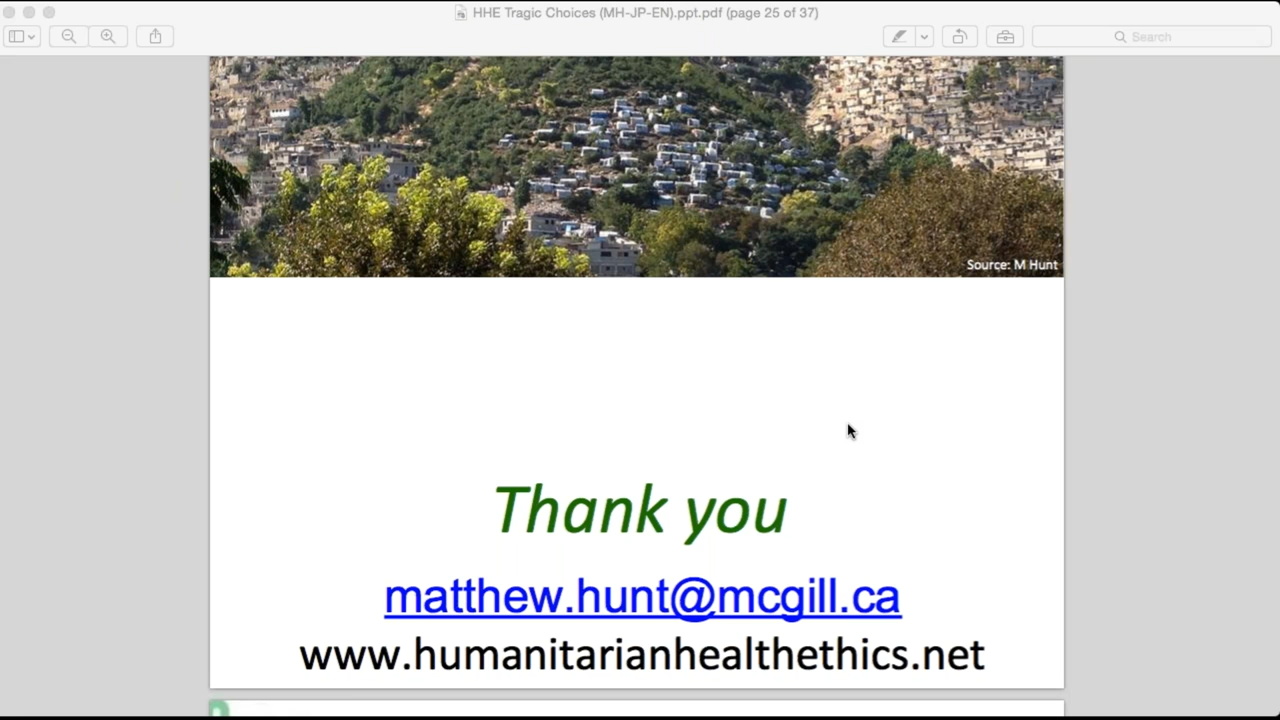 HHE Tragic Choices (MH-JP-EN).ppt.pdf (page 25 of 37)
Search
Source: M Hunt
Thank you
matthew.hunt@mcgill.ca
www.humanitarianhealthethics.net